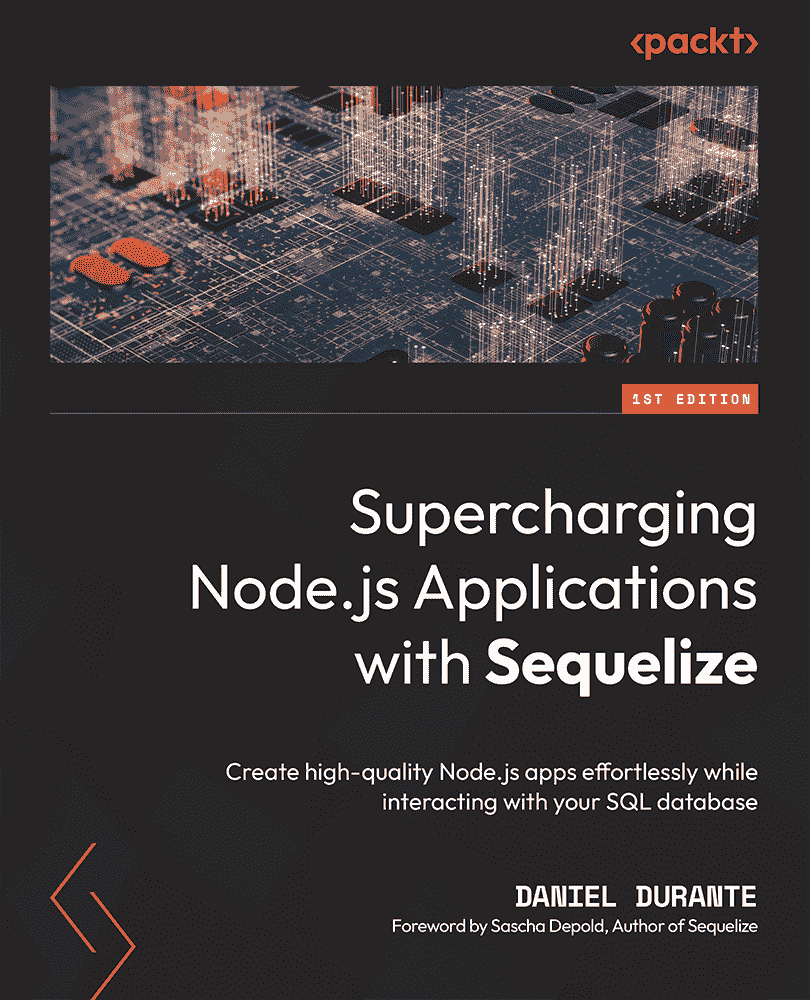 <packt>
1ST EDITION
Supercharging
Node.js Applications
with Sequelize
Create high-quality Node.js apps effortlessly while
interacting with your SQL database
DANIEL DURANTE
Foreword by Sascha Depold, Author of Sequelize